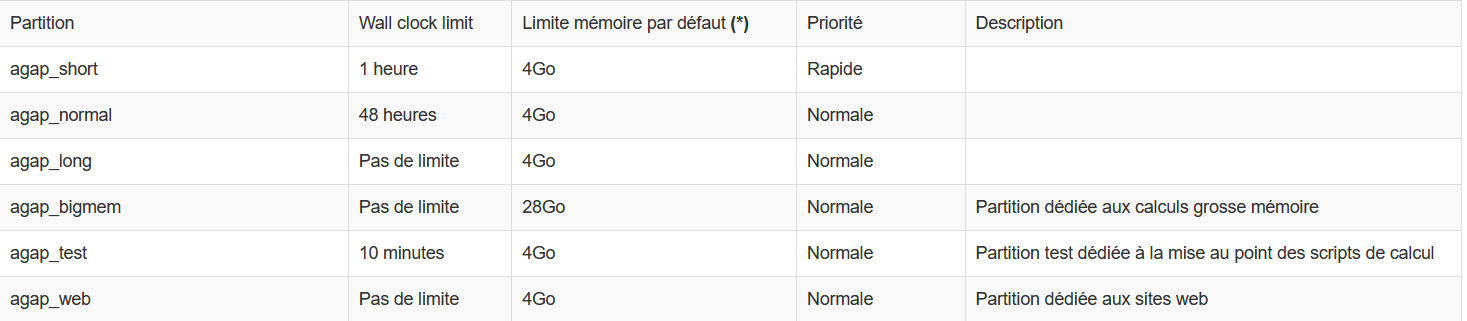 Partition Wall clock limit Limite mémoire par défaut (*) Priorité Description
agap_short 1 heure 4Go Rapide
agap_normal 48 heures 4Go Normale
agap_long Pas de limite 4Go Normale
agap_bigmem Pas de limite 28Go Normale Partition dédiée aux calculs grosse mémoire
agap_test 10 minutes 4Go Normale Partition test dédiée à la mise au point des scripts de calcul
agap_web Pas de limite 4Go Normale Partition dédiée aux sites web